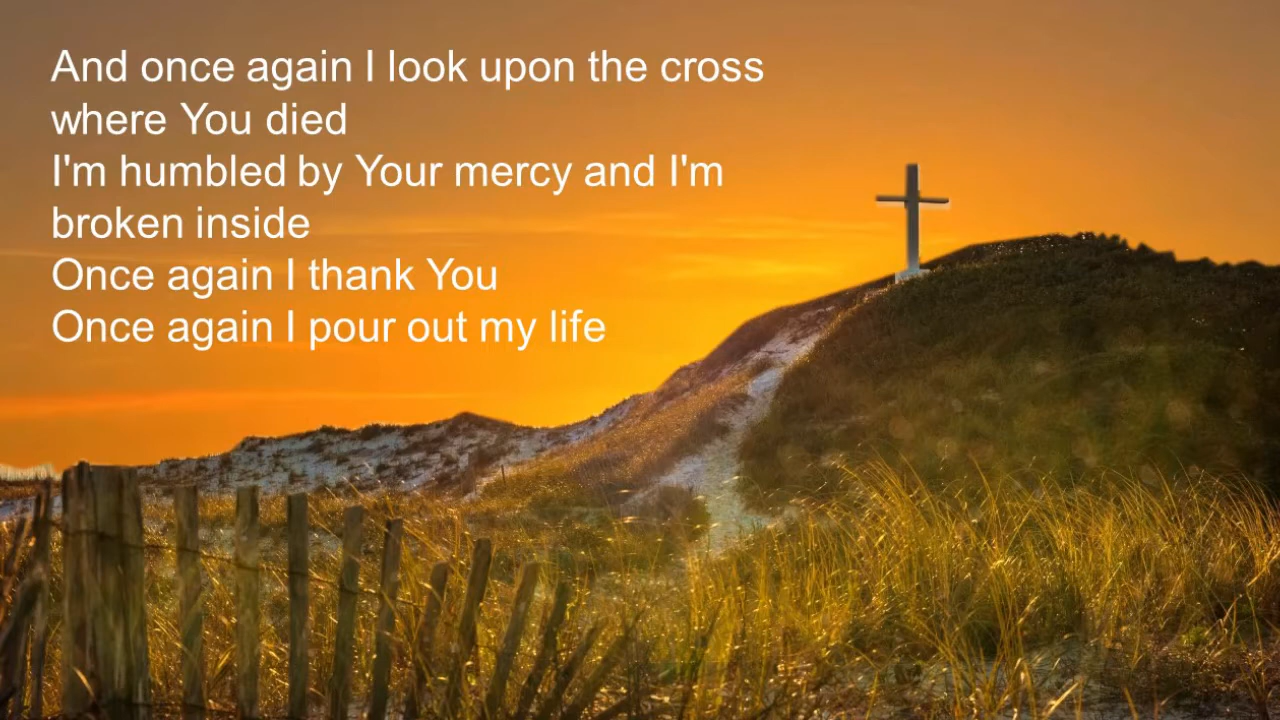 And once again I look upon the cross
where You died
I'm humbled by Your mercy and I'm
broken inside
Once again I thank You
Once again I pour out my life